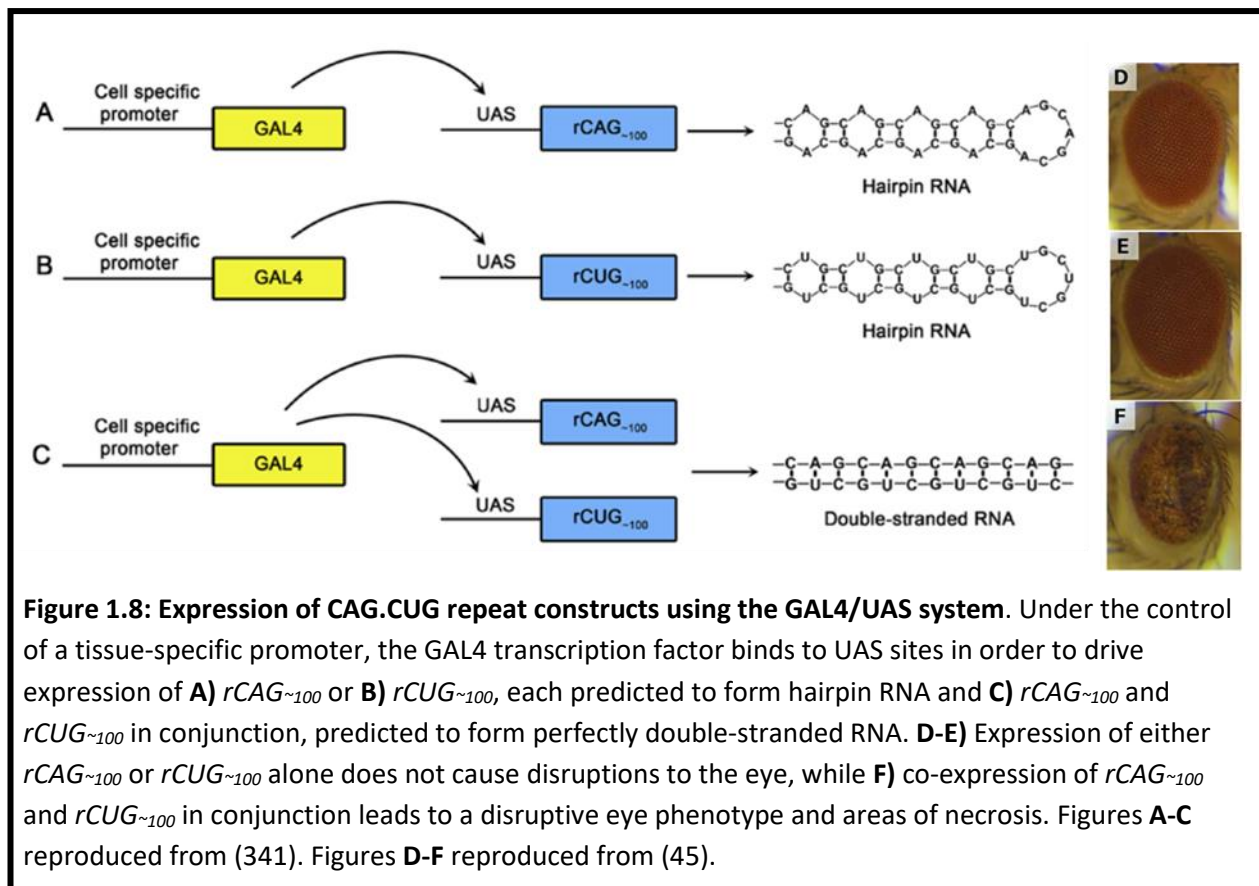 A
Cell specific
promoter
GAL4
UAS
rCAG~100
C A G C A G C A G C A G C A G C A G
G A C G A C G A C G A C G A C
Hairpin RNA
B
Cell specific
promoter
GAL4
UAS
rCUG~100
C U G C U G C U G C U G C U G C U G
G U C G U C G U C G U C G U C
Hairpin RNA
C
Cell specific
promoter
GAL4
UAS
rCAG~100
UAS
rCUG~100
–C–A–G–C–A–G–C–A–G–C–A–G–
–G–U–C–G–U–C–G–U–C–G–U–C–
Double-stranded RNA
D
E
F
Figure 1.8: Expression of CAG.CUG repeat constructs using the GAL4/UAS system. Under the control
of a tissue-specific promoter, the GAL4 transcription factor binds to UAS sites in order to drive
expression of A) rCAG~100 or B) rCUG~100, each predicted to form hairpin RNA and C) rCAG~100 and
rCUG~100 in conjunction, predicted to form perfectly double-stranded RNA. D-E) Expression of either
rCAG~100 or rCUG~100 alone does not cause disruptions to the eye, while F) co-expression of rCAG~100
and rCUG~100 in conjunction leads to a disruptive eye phenotype and areas of necrosis. Figures A-C
reproduced from (341). Figures D-F reproduced from (45).